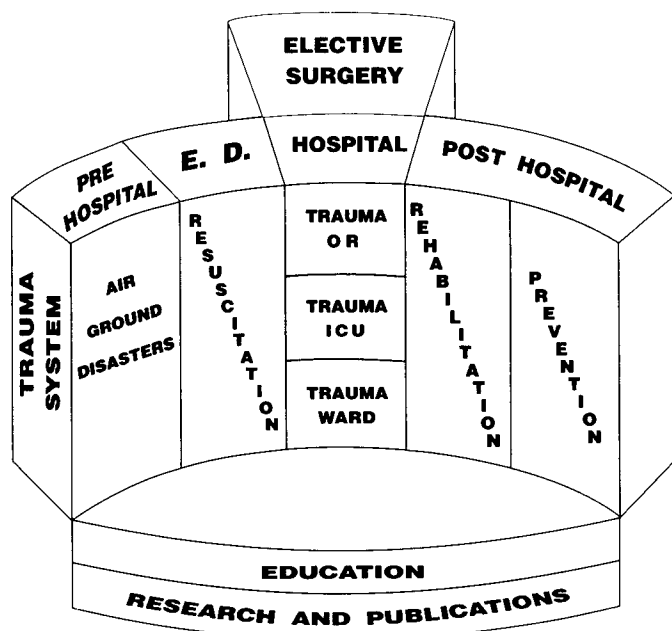 ELECTIVE
SURGERY
PRE
HOSPITAL
E. D.
HOSPITAL
POST HOSPITAL
TRAUMA
SYSTEM
AIR
GROUND
DISASTERS
RESUSCITATION
TRAUMA
OR
TRAUMA
ICU
TRAUMA
WARD
REHABILITATION
PREVENTION
EDUCATION
RESEARCH AND PUBLICATIONS